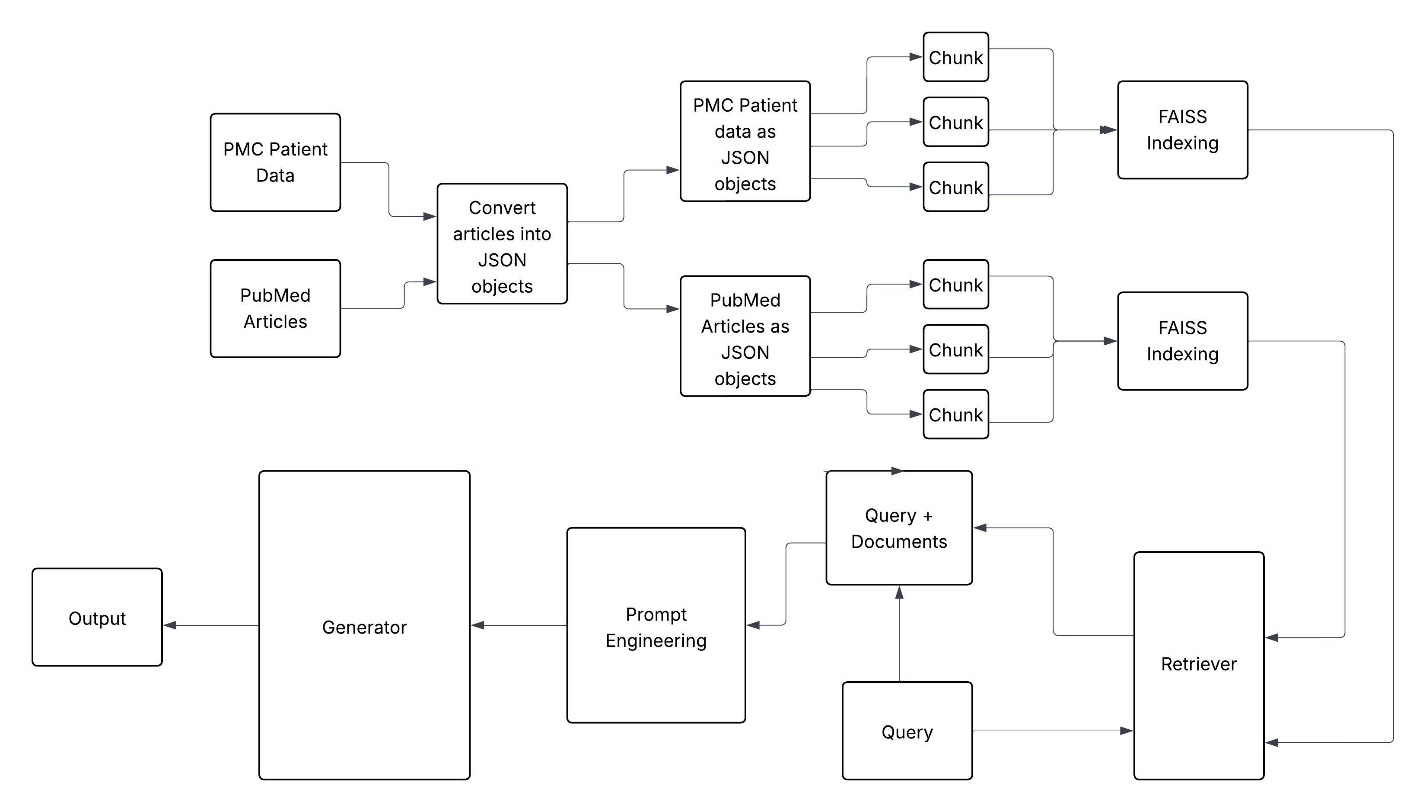 PMC Patient
Data
PubMed
Articles
Convert
articles into
JSON
objects
PMC Patient
data as
JSON
objects
Chunk
Chunk
Chunk
FAISS
Indexing
PubMed
Articles as
JSON
objects
Chunk
Chunk
Chunk
FAISS
Indexing
Output
Generator
Prompt
Engineering
Query +
Documents
Query
Retriever